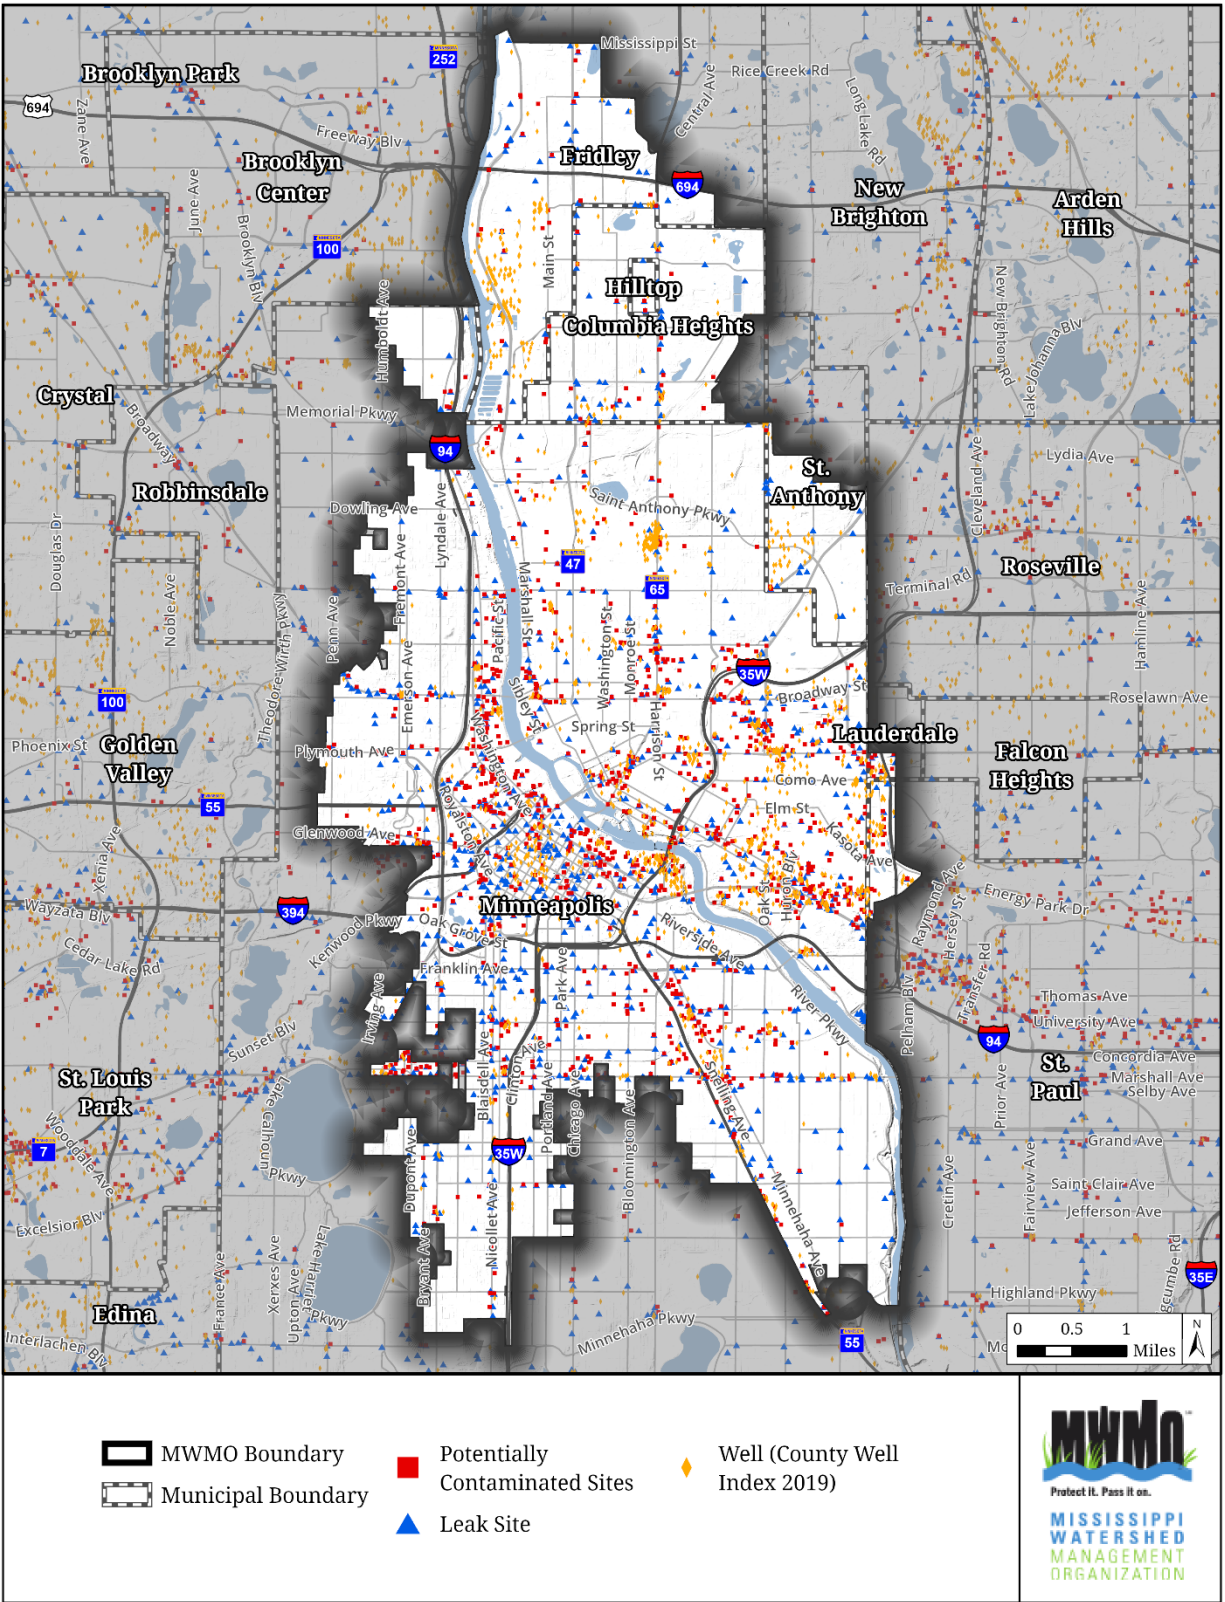 Mississippi St
252
Rice Creek Rd
Brooklyn Park
694
Zane Ave
Central Ave
Long Lake Rd
Freeway Blv
Fridley
Brooklyn
Center
694
New
Brighton
Arden
Hills
June Ave
Brooklyn Blv
100
Main St
Hilltop
Columbia Heights
Humboldt Ave
New Brighton Rd
Lake Johanna Blv
Crystal
Broadway
Memorial Pkwy
94
Cleveland Ave
Lydia Ave
St.
Anthony
Robbinsdale
Dowling Ave
Lyndale Ave
Saint Anthony Pkwy
Douglas Dr
47
65
Roseville
Terminal Rd
Noble Ave
Theodore Wirth Pkwy
Penn Ave
Fremont Ave
Pacific St
Marshall St
Washington St
Monroe St
Hamline Ave
Emerson Ave
35W
Broadway St
Roselawn Ave
100
Sibley St
Harrison St
Spring St
Phoenix St
Golden
Valley
Plymouth Ave
Washington Ave
Lauderdale
Falcon
Heights
Como Ave
55
Royalston Ave
Elm St
Glenwood Ave
Kasota Ave
Xenia Ave
Oak St
Huron Blv
Raymond Ave
Hersey St
Energy Park Dr
Wayzata Blv
394
Minneapolis
Kenwood Pkwy
Oak Grove St
Riverside Ave
Cedar Lake Rd
Franklin Ave
Park Ave
Transfer Rd
Irving Ave
River Pkwy
Pelham Blv
Thomas Ave
University Ave
Sunset Blv
94
Concordia Ave
St. Louis
Park
Blaisdell Ave
Clinton Ave
Portland Ave
Chicago Ave
Snelling Ave
St.
Paul
Marshall Ave
Selby Ave
Prior Ave
Lake Calhoun
Pkwy
7
Wooddale Ave
35W
Grand Ave
Dupont Ave
Bloomington Ave
Minnehaha Ave
Cretin Ave
Fairview Ave
Saint Clair Ave
Jefferson Ave
Excelsior Blv
Nicollet Ave
Bryant Ave
France Ave
Xerxes Ave
Upton Ave
Lake Harriet
Pkwy
gcumbe Rd
35E
Edina
Highland Pkwy
Interlachen Blv
Minnehaha Pkwy
55
Mo
0 0.5 1
Miles
N
MWMO Boundary
Municipal Boundary
Potentially
Contaminated Sites
Leak Site
Well (County Well
Index 2019)
MWMO
Protect it. Pass it on.
MISSISSIPPI
WATERSHED
MANAGEMENT
ORGANIZATION